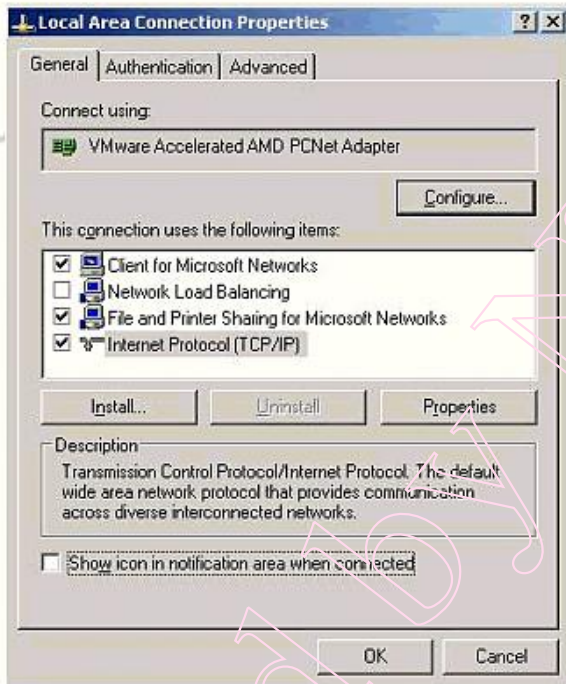 Local Area Connection Properties
General Authentication Advanced
Connect using:
VMware Accelerated AMD PCNet Adapter
Configure...
This connection uses the following items:
Client for Microsoft Networks
Network Load Balancing
File and Printer Sharing for Microsoft Networks
Internet Protocol (TCP/IP)
Install... Uninstall Properties
Description
Transmission Control Protocol/Internet Protocol. The default
wide area network protocol that provides communication
across diverse interconnected networks.
Show icon in notification area when connected
OK Cancel